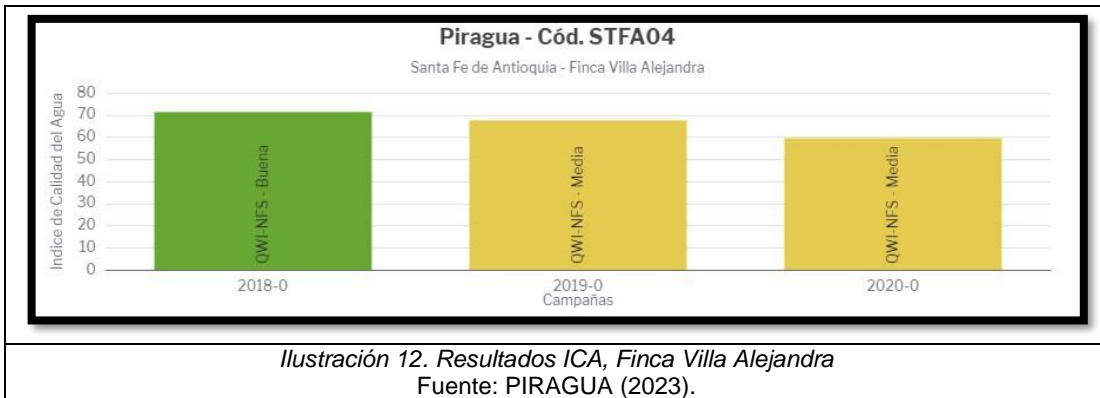 Piragua - Cód. STFA04
Santa Fe de Antioquia - Finca Villa Alejandra
Indice de Calidad del Agua
80
70
60
50
40
30
20
10
0
QWI-NFS - Buena
QWI-NFS - Media
QWI-NFS - Media
2018-0
2019-0
2020-0
Campañas
Ilustración 12. Resultados ICA, Finca Villa Alejandra
Fuente: PIRAGUA (2023).